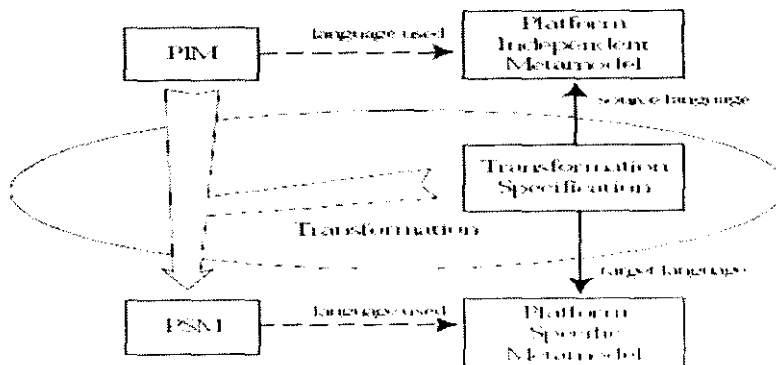 PIM
language used
Platform
Independent
Metamodel
source language
Transformation
Specification
Transformation
target language
PSM
language used
Platform
Specific
Metamodel